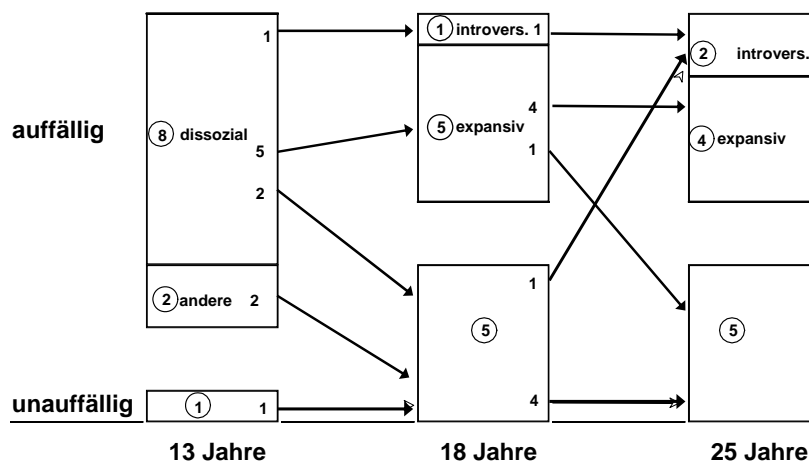 1
1 introvers. 1
2 introvers.
auffällig
8 dissozial
5
2
5 expansiv
4
1
4 expansiv
2 andere 2
1
5
4
5
unauffällig
1 1
13 Jahre 18 Jahre 25 Jahre